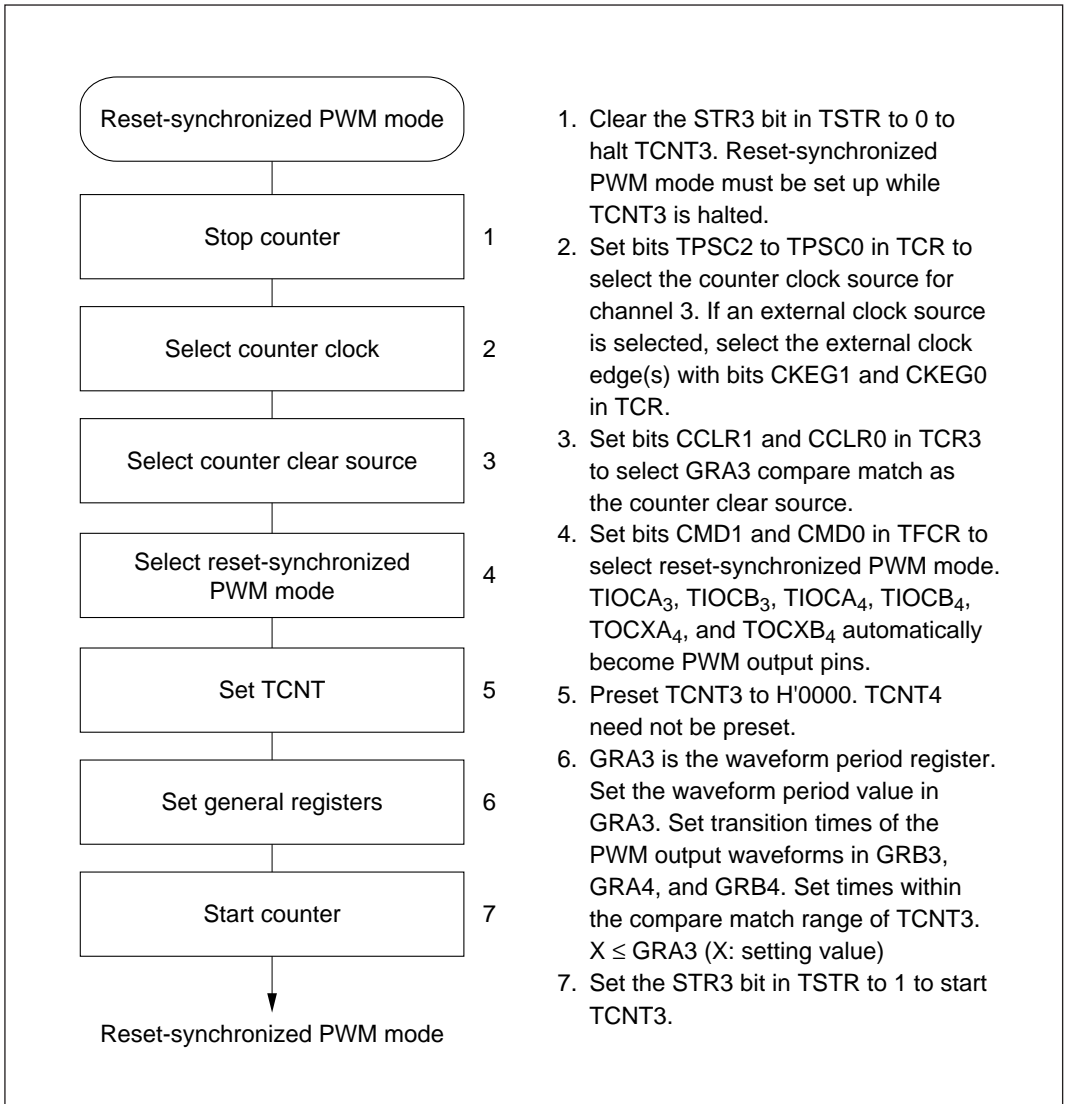 Reset-synchronized PWM mode
Stop counter 1
Select counter clock 2
Select counter clear source 3
Select reset-synchronized
PWM mode 4
Set TCNT 5
Set general registers 6
Start counter 7
Reset-synchronized PWM mode
1. Clear the STR3 bit in TSTR to 0 to
halt TCNT3. Reset-synchronized
PWM mode must be set up while
TCNT3 is halted.
2. Set bits TPSC2 to TPSC0 in TCR to
select the counter clock source for
channel 3. If an external clock source
is selected, select the external clock
edge(s) with bits CKEG1 and CKEG0
in TCR.
3. Set bits CCLR1 and CCLR0 in TCR3
to select GRA3 compare match as
the counter clear source.
4. Set bits CMD1 and CMD0 in TFCR to
select reset-synchronized PWM mode.
TIOCA3, TIOCB3, TIOCA4, TIOCB4,
TOCXA4, and TOCXB4 automatically
become PWM output pins.
5. Preset TCNT3 to H'0000. TCNT4
need not be preset.
6. GRA3 is the waveform period register.
Set the waveform period value in
GRA3. Set transition times of the
PWM output waveforms in GRB3,
GRA4, and GRB4. Set times within
the compare match range of TCNT3.
X ≤ GRA3 (X: setting value)
7. Set the STR3 bit in TSTR to 1 to start
TCNT3.